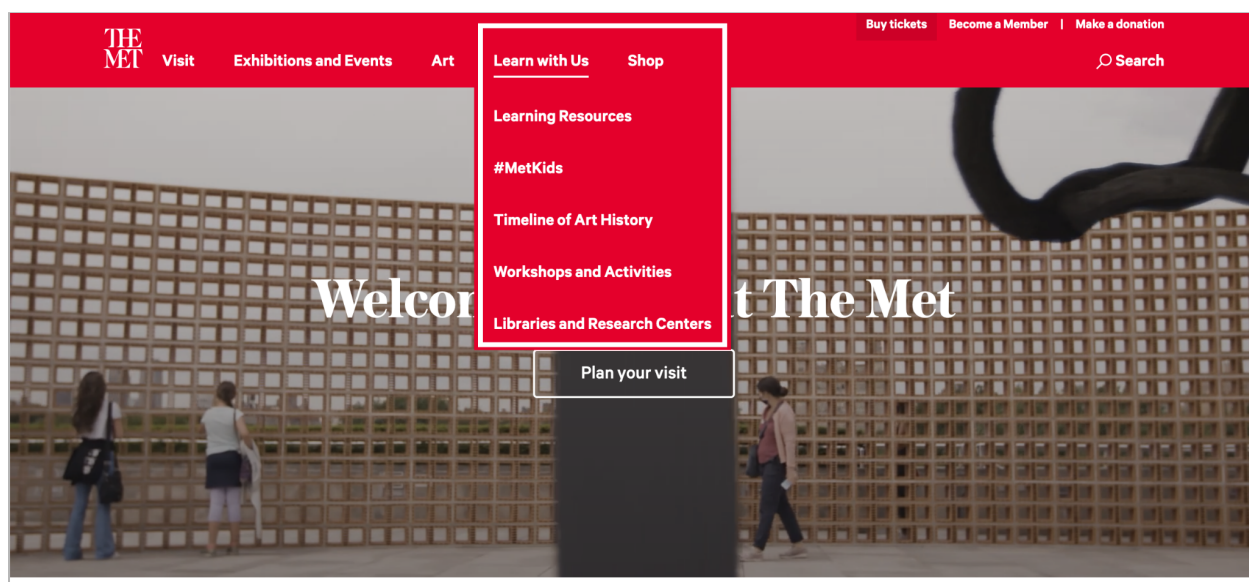 Buy tickets Become a Member | Make a donation
THE
MET
Visit Exhibitions and Events Art Learn with Us Shop Search
Learning Resources
#MetKids
Timeline of Art History
Workshops and Activities
Libraries and Research Centers
t The Met
Plan your visit